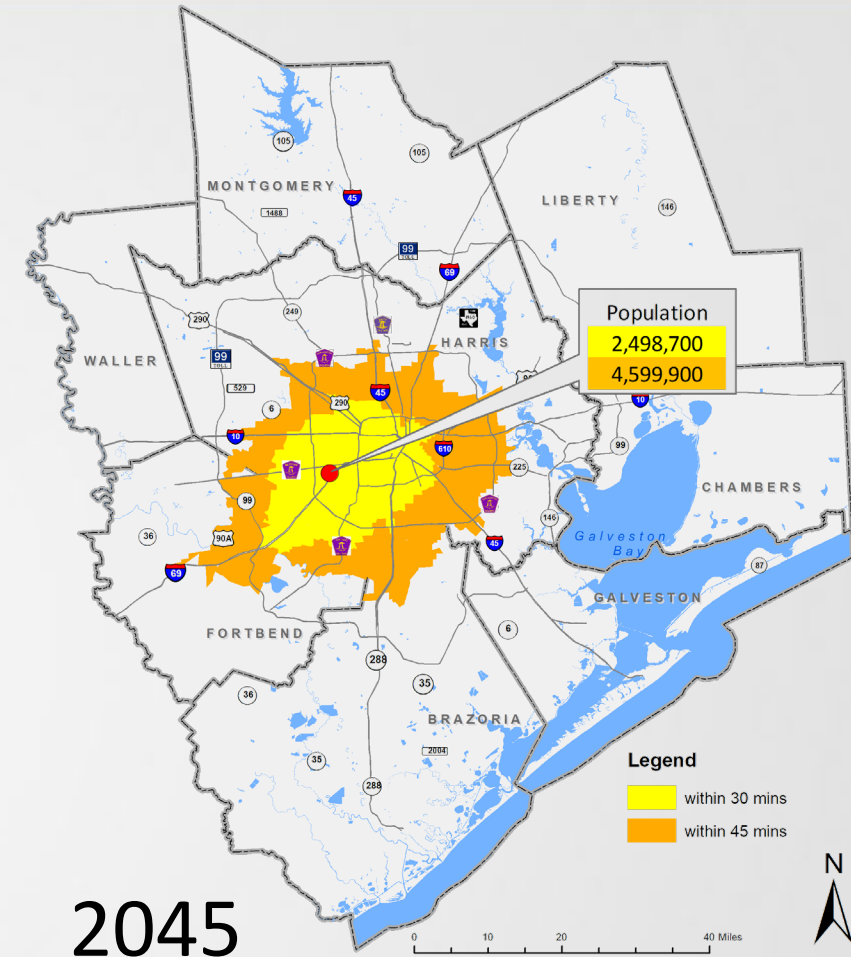 105
105
MONTGOMERY
LIBERTY
45
146
1488
99
TOLL
69
290
249
Population
HARRIS
2,498,700
WALLER
99
TOLL
4,599,900
529
45
290
10
6
10
610
99
225
CHAMBERS
99
146
36
90A
45
Galveston
Bay
69
87
GALVESTON
6
FORTBEND
288
35
36
BRAZORIA
2004
35
Legend
288
within 30 mins
within 45 mins
N
2045
0 10 20 40 Miles